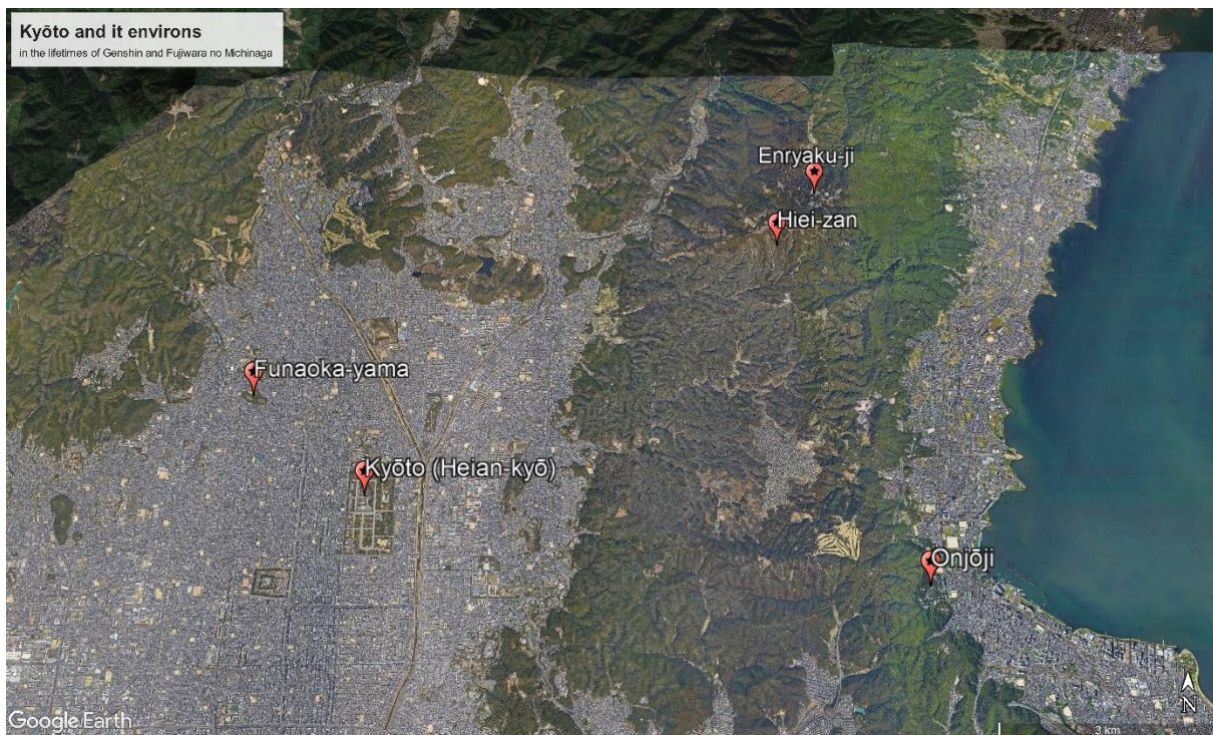 Kyōto and it environs
in the lifetimes of Genshin and Fujiwara no Michinaga
Enryaku-ji
Hiei-zan
Funaoka-yama
Kyōto (Heian-kyō)
Onjōji
N
Google Earth
3 km